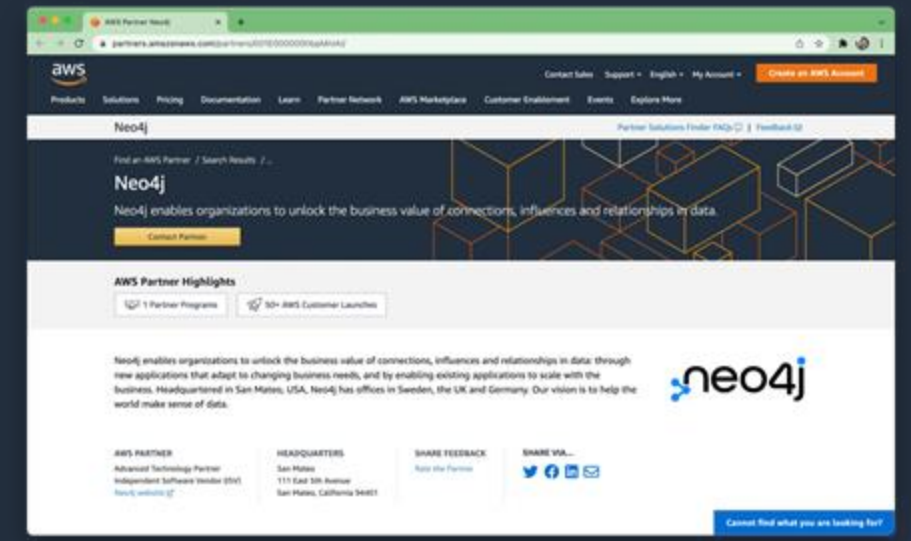 AWS Partner Neo4j
partners.amazonaws.com/partners/
aws
Contact Sales Support English My Account Create an AWS Account
Products Solutions Pricing Documentation Learn Partner Network AWS Marketplace Customer Enablement Events Explore More
Neo4j
Partner Solutions Finder FAQs | Feedback
Find an AWS Partner / Search Results / ..
Neo4j
Neo4j enables organizations to unlock the business value of connections, influences and relationships in data.
Contact Partner
AWS Partner Highlights
1 Partner Programs
50+ AWS Customer Launches
Neo4j enables organizations to unlock the business value of connections, influences and relationships in data: through
new applications that adapt to changing business needs, and by enabling existing applications to scale with the
business. Headquartered in San Mateo, USA, Neo4j has offices in Sweden, the UK and Germany. Our vision is to help the
world make sense of data.
neo4j
AWS PARTNER
Advanced Technology Partner
Independent Software Vendor (ISV)
Neo4j website
HEADQUARTERS
San Mateo
111 East 5th Avenue
San Mateo, California 94401
SHARE FEEDBACK
Rate the Partner
SHARE VIA...
Cannot find what you are looking for?